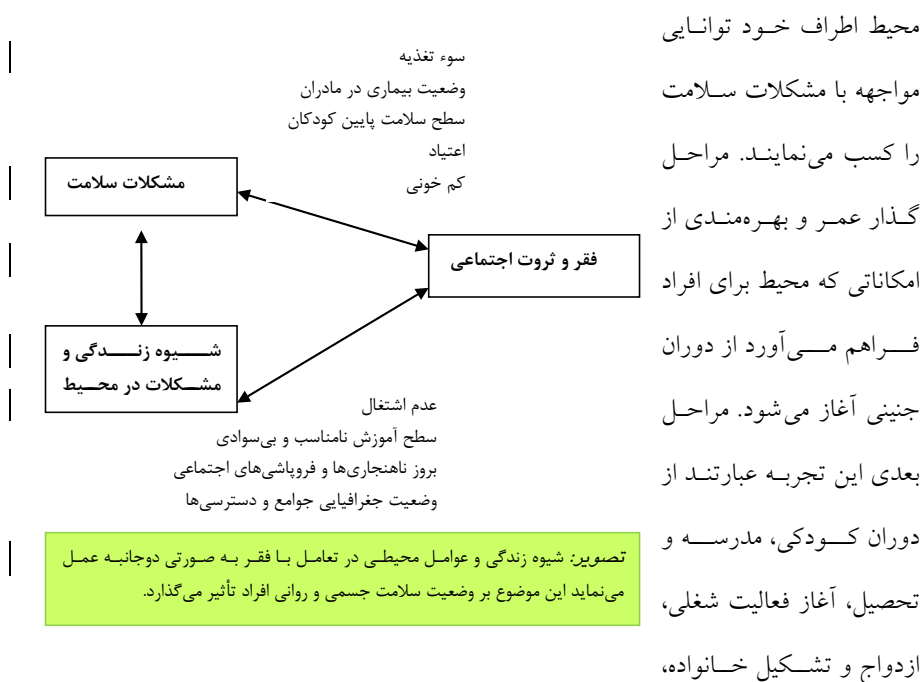 محیط اطراف خود توانایی
مواجهه با مشکلات سلامت
را کسب می‌نمایند. مراحل
گذار عمر و بهره‌مندی از
امکاناتی که محیط برای افراد
فراهم می‌آورد از دوران
جنینی آغاز می‌شود. مراحل
بعدی این تجربه عبارتند از
دوران کودکی، مدرسه و
تحصیل، آغاز فعالیت شغلی،
ازدواج و تشکیل خانواده،
سوء تغذیه
وضعیت بیماری در مادران
سطح سلامت پایین کودکان
اعتیاد
کم خونی
مشکلات سلامت
فقر و ثروت اجتماعی
شیوه زندگی و
مشکلات در محیط
عدم اشتغال
سطح آموزش نامناسب و بی‌سوادی
بروز ناهنجاری‌ها و فروپاشی‌های اجتماعی
وضعیت جغرافیایی جوامع و دسترسی‌ها
تصویر: شیوه زندگی و عوامل محیطی در تعامل با فقر به صورتی دوجانبه عمل
می‌نماید این موضوع بر وضعیت سلامت جسمی و روانی افراد تأثیر می‌گذارد.